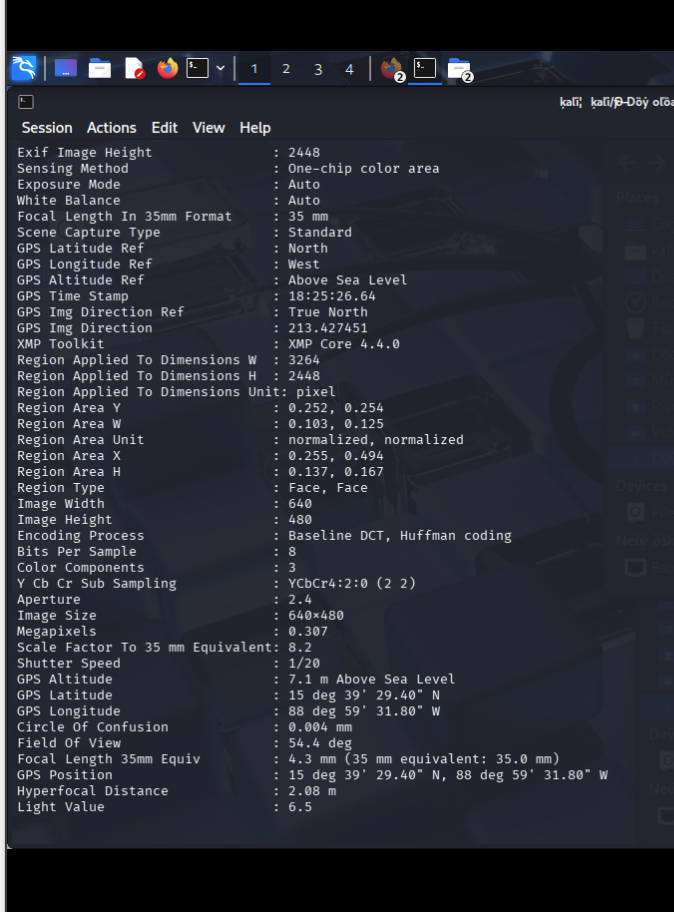 1 2 3 4 2 2
Session Actions Edit View Help
Exif Image Height : 2448
Sensing Method : One-chip color area
Exposure Mode : Auto
White Balance : Auto
Focal Length In 35mm Format : 35 mm
Scene Capture Type : Standard
GPS Latitude Ref : North
GPS Longitude Ref : West
GPS Altitude Ref : Above Sea Level
GPS Time Stamp : 18:25:26.64
GPS Img Direction Ref : True North
GPS Img Direction : 213.427451
XMP Toolkit : XMP Core 4.4.0
Region Applied To Dimensions W : 3264
Region Applied To Dimensions H : 2448
Region Applied To Dimensions Unit: pixel
Region Area Y : 0.252, 0.254
Region Area W : 0.103, 0.125
Region Area Unit : normalized, normalized
Region Area X : 0.255, 0.494
Region Area H : 0.137, 0.167
Region Type : Face, Face
Image Width : 640
Image Height : 480
Encoding Process : Baseline DCT, Huffman coding
Bits Per Sample : 8
Color Components : 3
Y Cb Cr Sub Sampling : YCbCr4:2:0 (2 2)
Aperture : 2.4
Image Size : 640×480
Megapixels : 0.307
Scale Factor To 35 mm Equivalent: 8.2
Shutter Speed : 1/20
GPS Altitude : 7.1 m Above Sea Level
GPS Latitude : 15 deg 39' 29.40" N
GPS Longitude : 88 deg 59' 31.80" W
Circle Of Confusion : 0.004 mm
Field Of View : 54.4 deg
Focal Length 35mm Equiv : 4.3 mm (35 mm equivalent: 35.0 mm)
GPS Position : 15 deg 39' 29.40" N, 88 deg 59' 31.80" W
Hyperfocal Distance : 2.08 m
Light Value : 6.5
Places